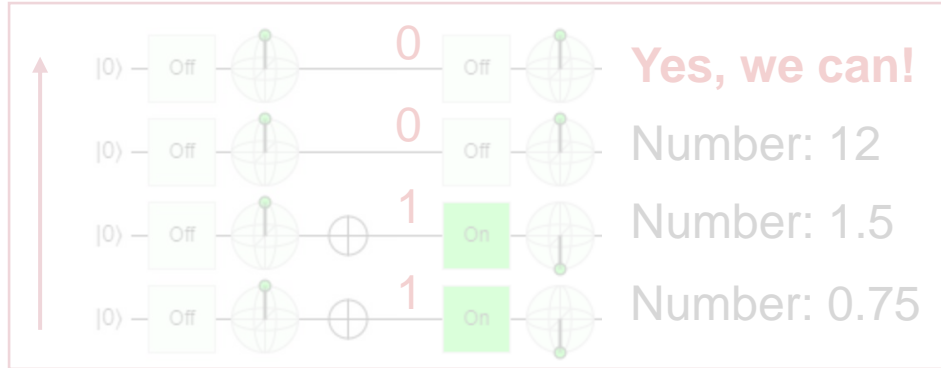 |0⟩ Off 0 Off Yes, we can!
|0⟩ Off 0 Off Number: 12
|0⟩ Off 1 On Number: 1.5
|0⟩ Off 1 On Number: 0.75